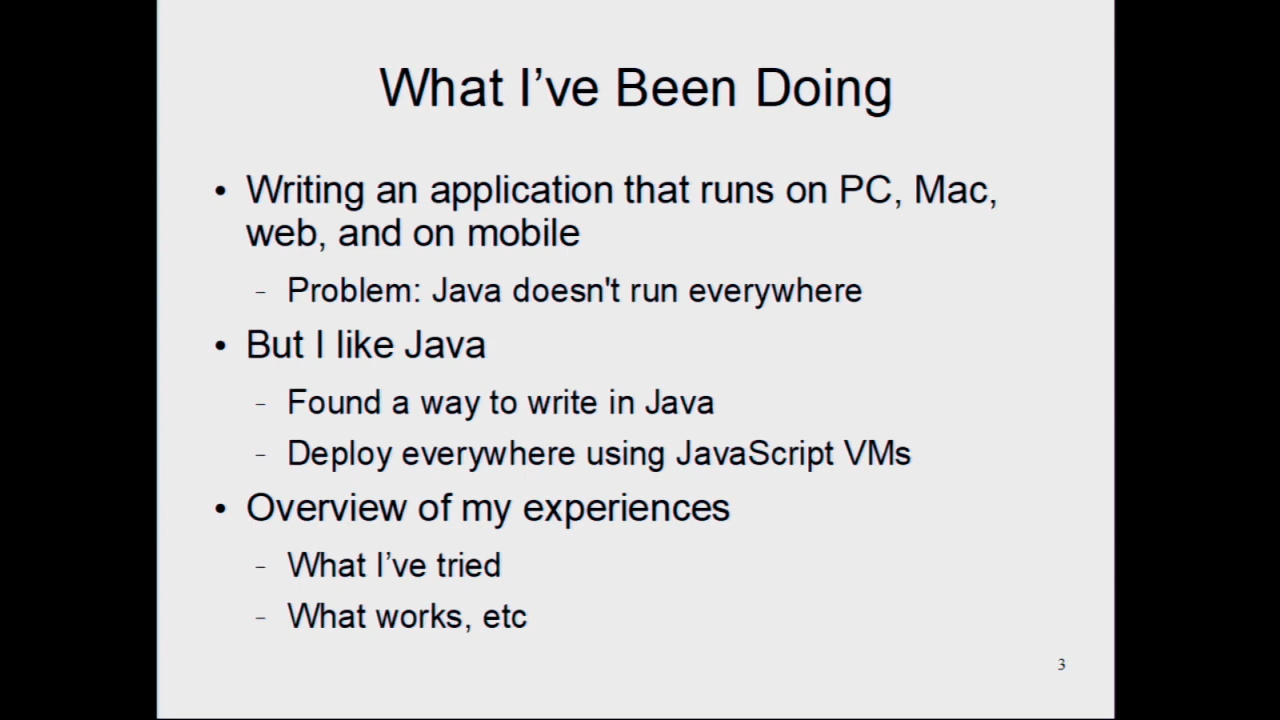 What I’ve Been Doing
• Writing an application that runs on PC, Mac,
web, and on mobile
– Problem: Java doesn't run everywhere
• But I like Java
– Found a way to write in Java
– Deploy everywhere using JavaScript VMs
• Overview of my experiences
– What I’ve tried
– What works, etc
3